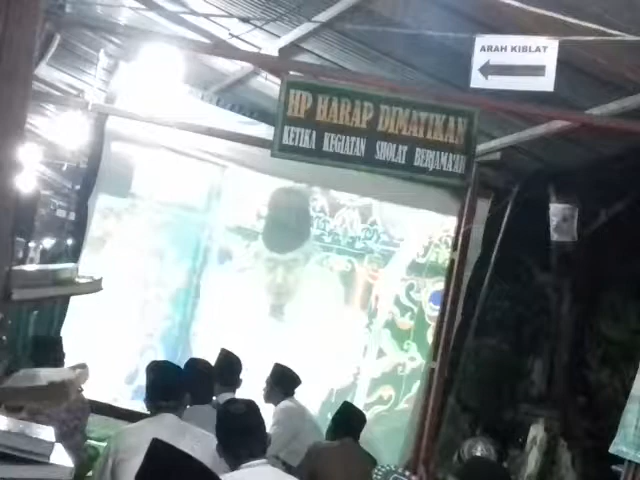 ARAH KIBLAT
HP HARAP DIMATIKAN
KETIKA KEGIATAN SHOLAT BERJAMA'AH